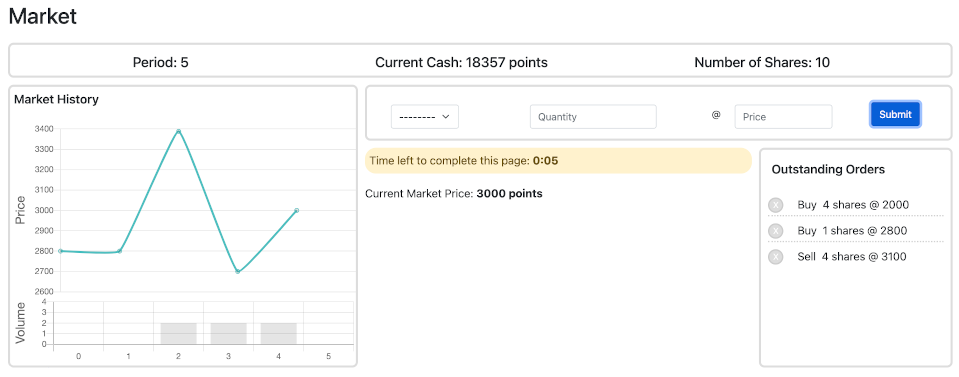 Market
Period: 5
Current Cash: 18357 points
Number of Shares: 10
Market History
Price
3400
3300
3200
3100
3000
2900
2800
2700
2600
Volume
4
3
2
1
0
0 1 2 3 4 5
--------
Quantity
@
Price
Submit
Time left to complete this page: 0:05
Current Market Price: 3000 points
Outstanding Orders
X Buy 4 shares @ 2000
X Buy 1 shares @ 2800
X Sell 4 shares @ 3100